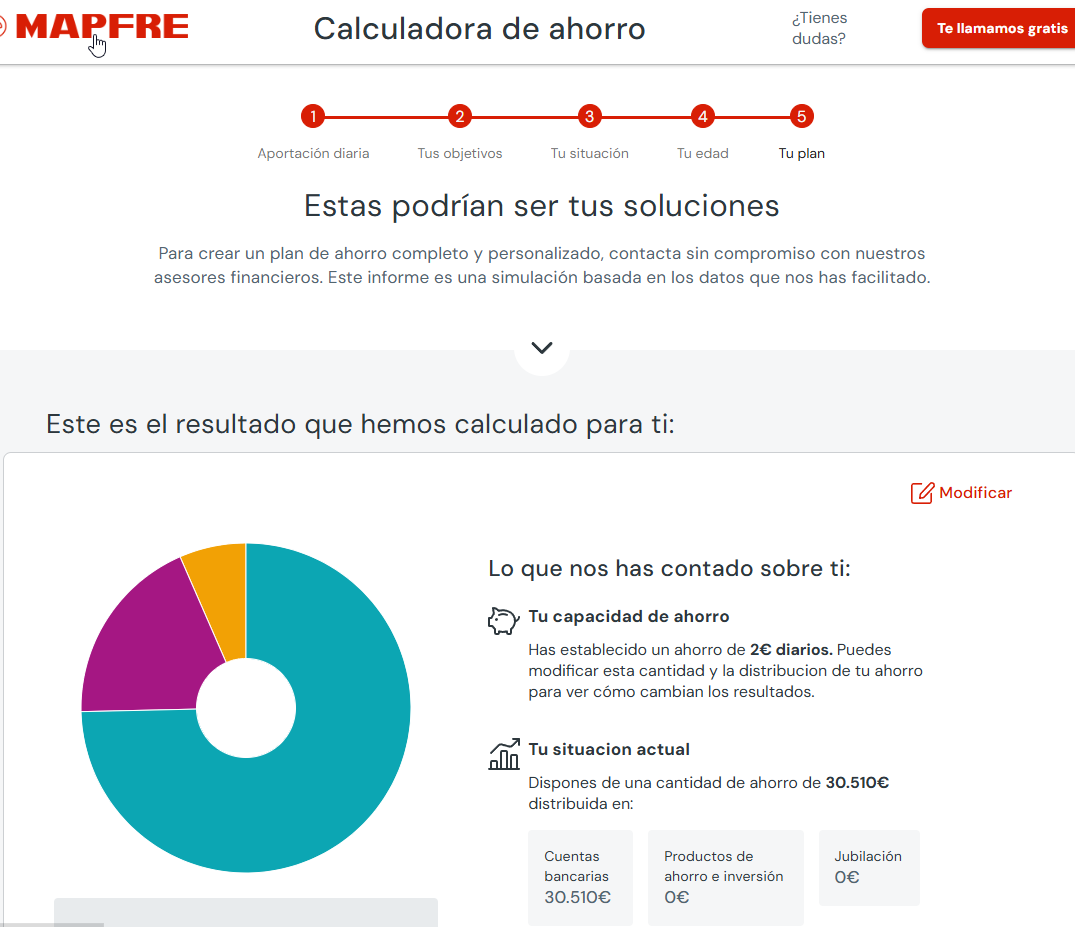 MAPFRE
Calculadora de ahorro
¿Tienes
dudas?
Te llamamos gratis
1
2
3
4
5
Aportación diaria
Tus objetivos
Tu situación
Tu edad
Tu plan
Estas podrían ser tus soluciones
Para crear un plan de ahorro completo y personalizado, contacta sin compromiso con nuestros
asesores financieros. Este informe es una simulación basada en los datos que nos has facilitado.
Este es el resultado que hemos calculado para ti:
Modificar
Lo que nos has contado sobre ti:
Tu capacidad de ahorro
Has establecido un ahorro de 2€ diarios. Puedes
modificar esta cantidad y la distribucion de tu ahorro
para ver cómo cambian los resultados.
Tu situacion actual
Dispones de una cantidad de ahorro de 30.510€
distribuida en:
Cuentas
bancarias
30.510€
Productos de
ahorro e inversión
0€
Jubilación
0€